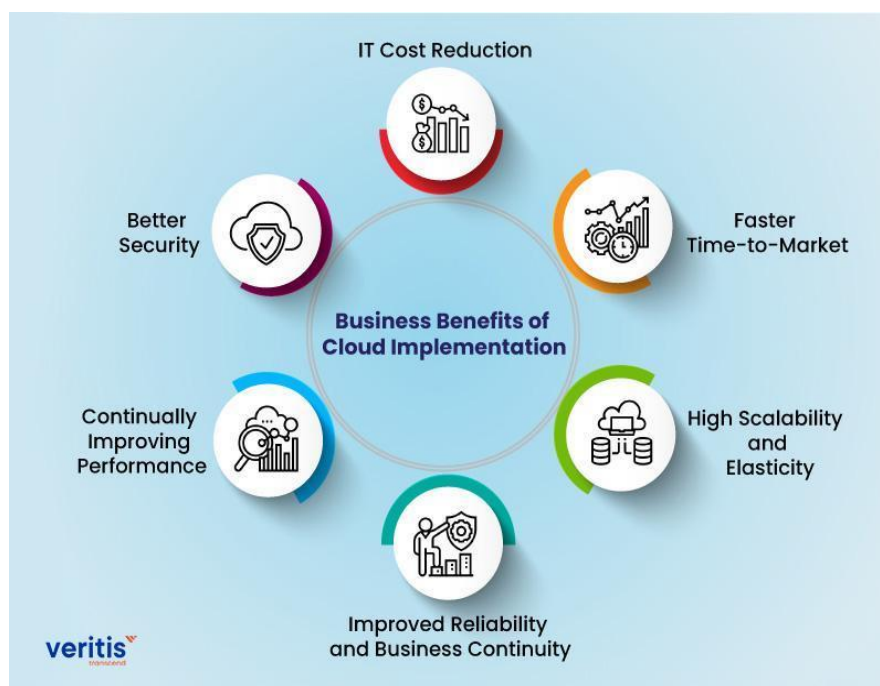 IT Cost Reduction
Faster
Time-to-Market
High Scalability
and
Elasticity
Improved Reliability
and Business Continuity
Continually
Improving
Performance
Better
Security
Business Benefits of
Cloud Implementation
veritis
transcend